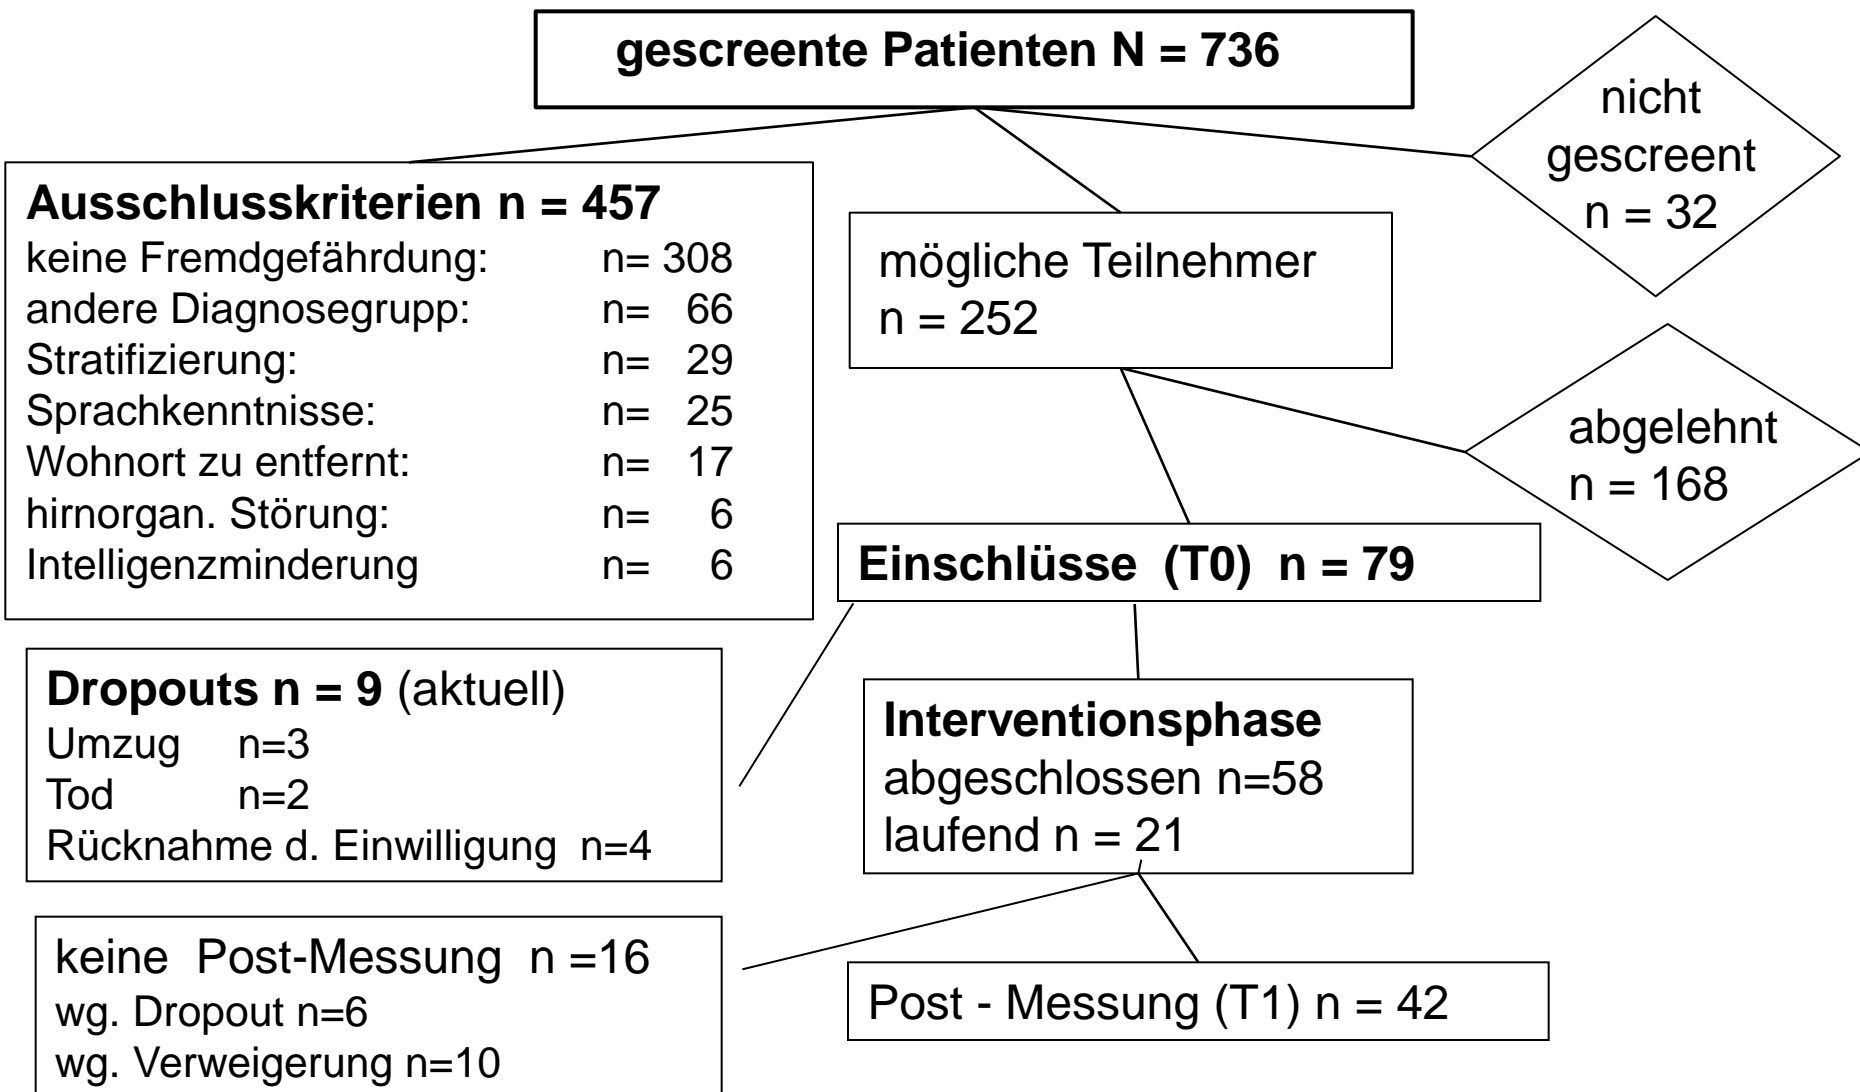 gescreente Patienten N = 736
nicht
gescreent
n = 32
Ausschlusskriterien n = 457
keine Fremdgefährdung: n= 308
andere Diagnosegrupp: n= 66
Stratifizierung: n= 29
Sprachkenntnisse: n= 25
Wohnort zu entfernt: n= 17
hirnorgan. Störung: n= 6
Intelligenzminderung n= 6
mögliche Teilnehmer
n = 252
abgelehnt
n = 168
Einschlüsse (T0) n = 79
Dropouts n = 9 (aktuell)
Umzug n=3
Tod n=2
Rücknahme d. Einwilligung n=4
Interventionsphase
abgeschlossen n=58
laufend n = 21
keine Post-Messung n =16
wg. Dropout n=6
wg. Verweigerung n=10
Post - Messung (T1) n = 42